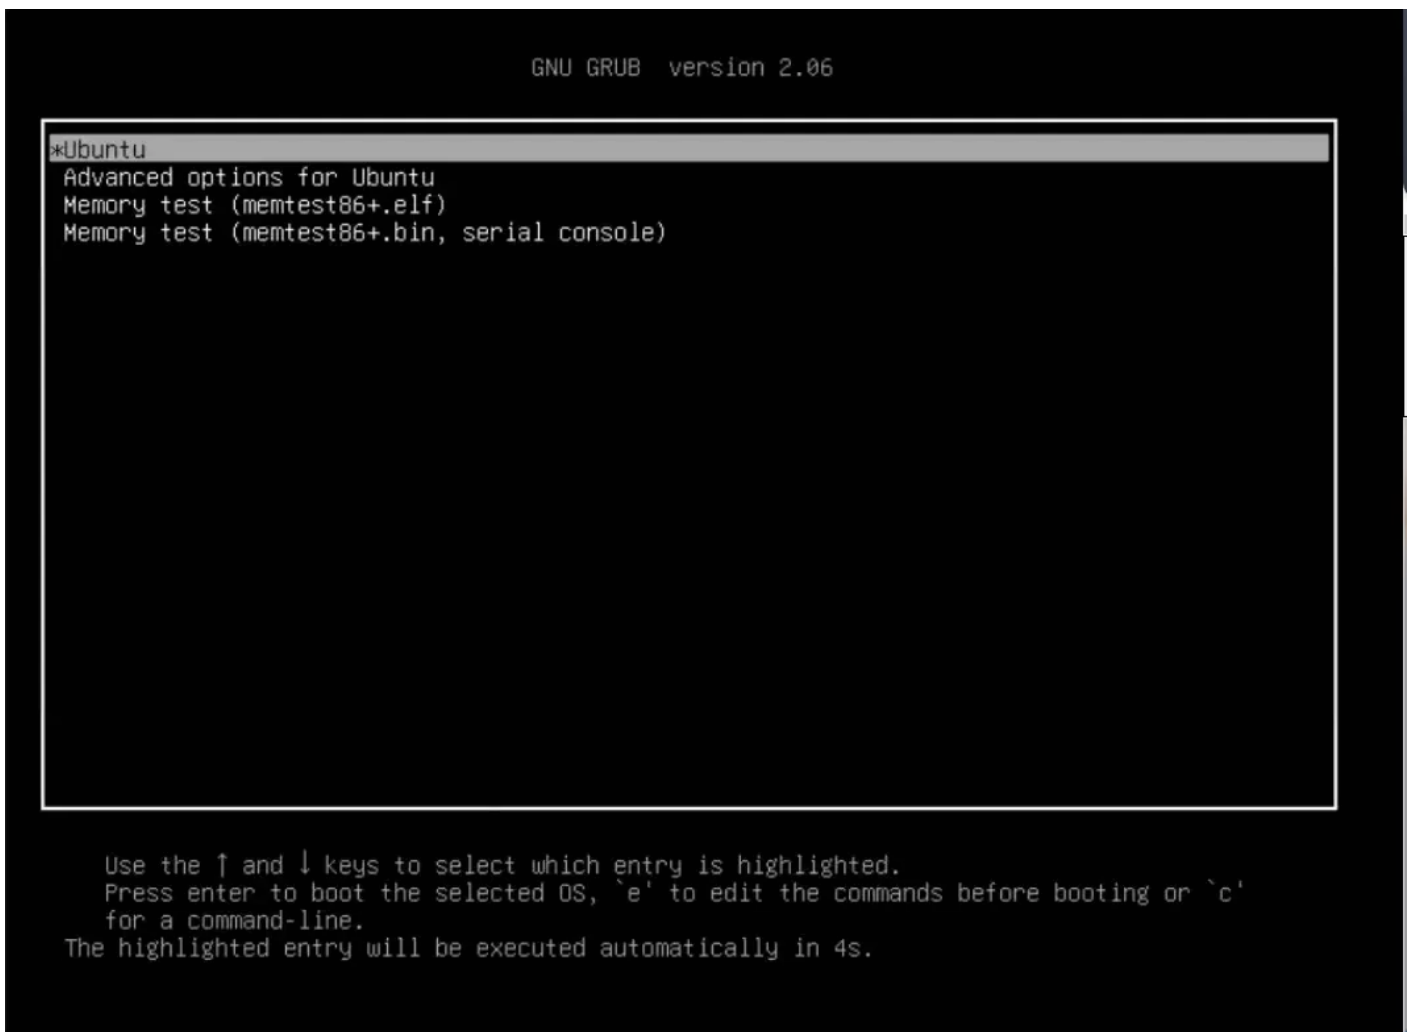 GNU GRUB  version 2.06
*Ubuntu
Advanced options for Ubuntu
Memory test (memtest86+.elf)
Memory test (memtest86+.bin, serial console)
Use the ↑ and ↓ keys to select which entry is highlighted.
Press enter to boot the selected OS, `e' to edit the commands before booting or `c'
for a command-line.
The highlighted entry will be executed automatically in 4s.